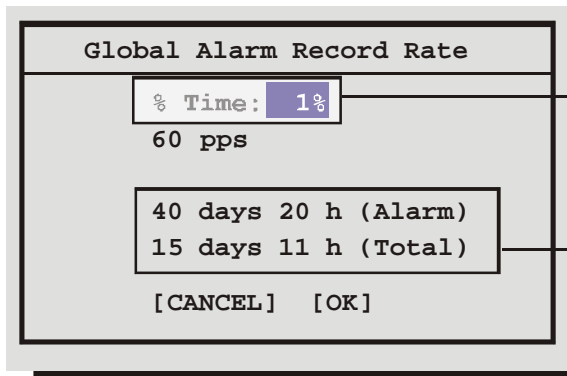 Global Alarm Record Rate
% Time: 1%
60 pps
40 days 20 h (Alarm)
15 days 11 h (Total)
[CANCEL] [OK]